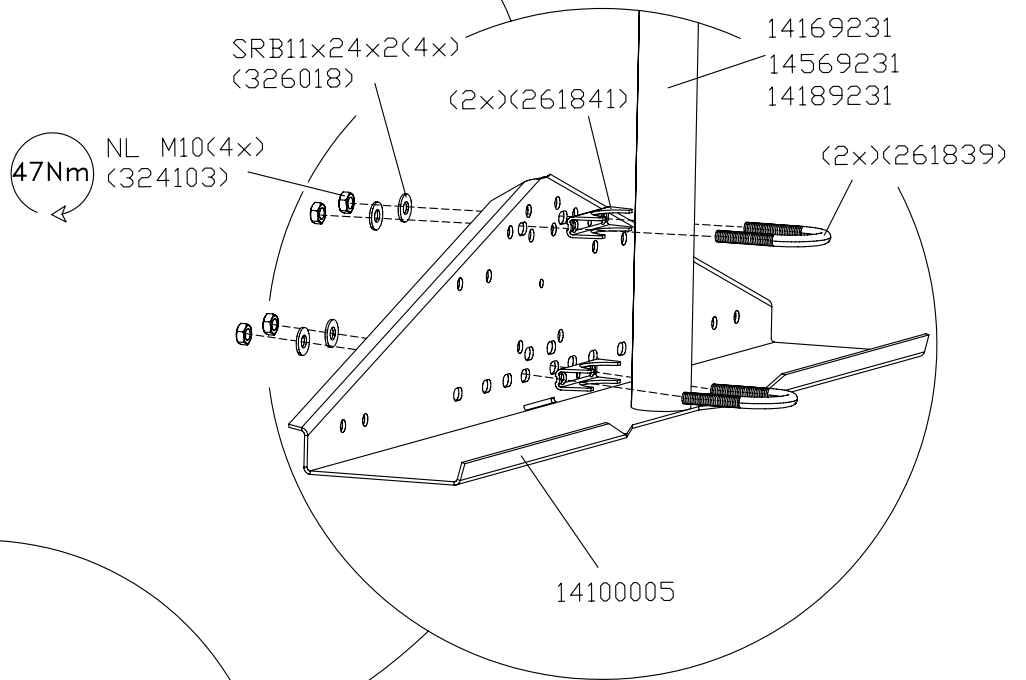 14169231
14569231
14189231
SRB11x24x2(4x)
(326018)
(2x)(261841)
(2x)(261839)
47Nm
NL M10(4x)
(324103)
14100005